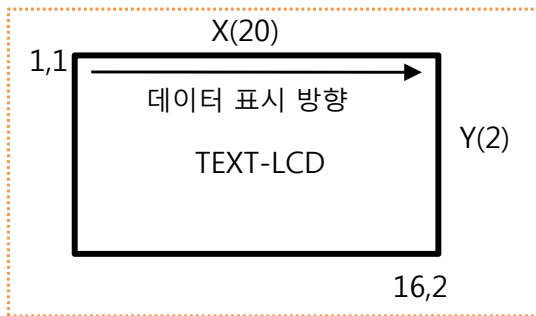 X(20)
1,1
데이터 표시 방향
Y(2)
TEXT-LCD
16,2